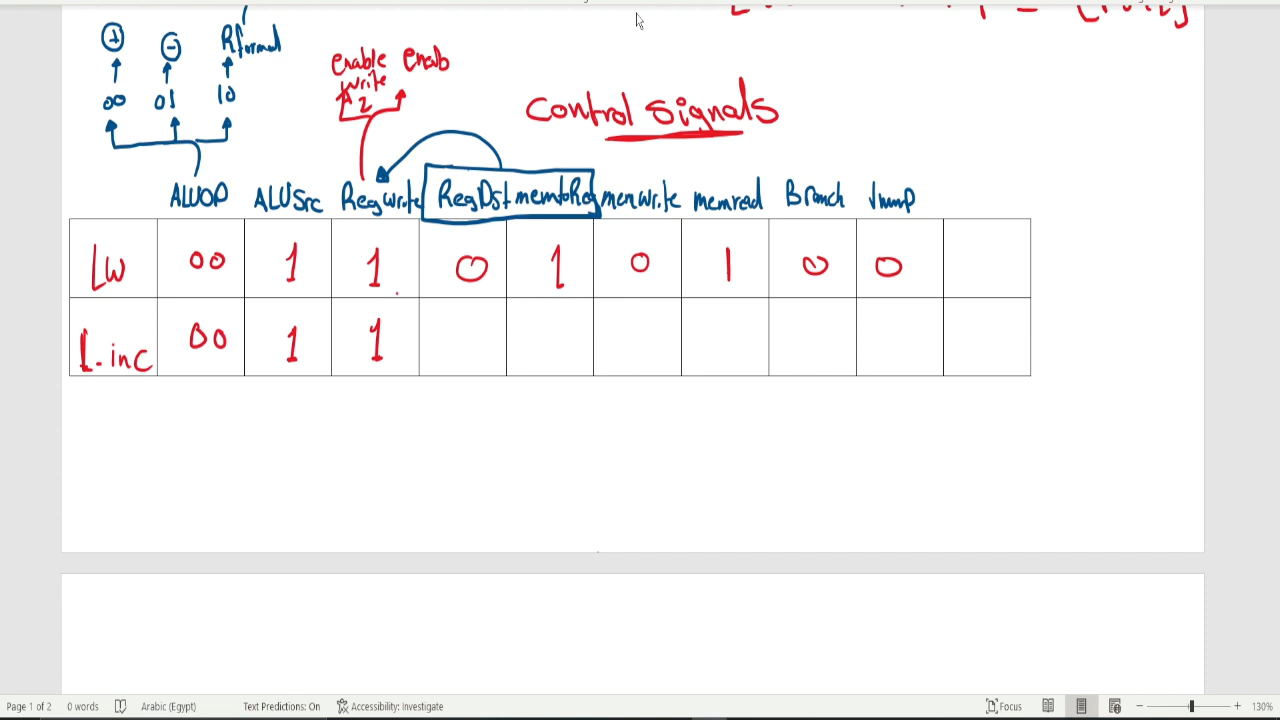 + - Rformat
00 01 10
enable enab
write
A
2
Control signals
ALUOP ALUSrc RegWrite RegDst memtoReg memwrite memread Branch Jump
Lw 00 1 1 0 1 0 1 0 0
l.inc 00 1 1
Page 1 of 2 0 words Arabic (Egypt) Text Predictions: On Accessibility: Investigate Focus 130%